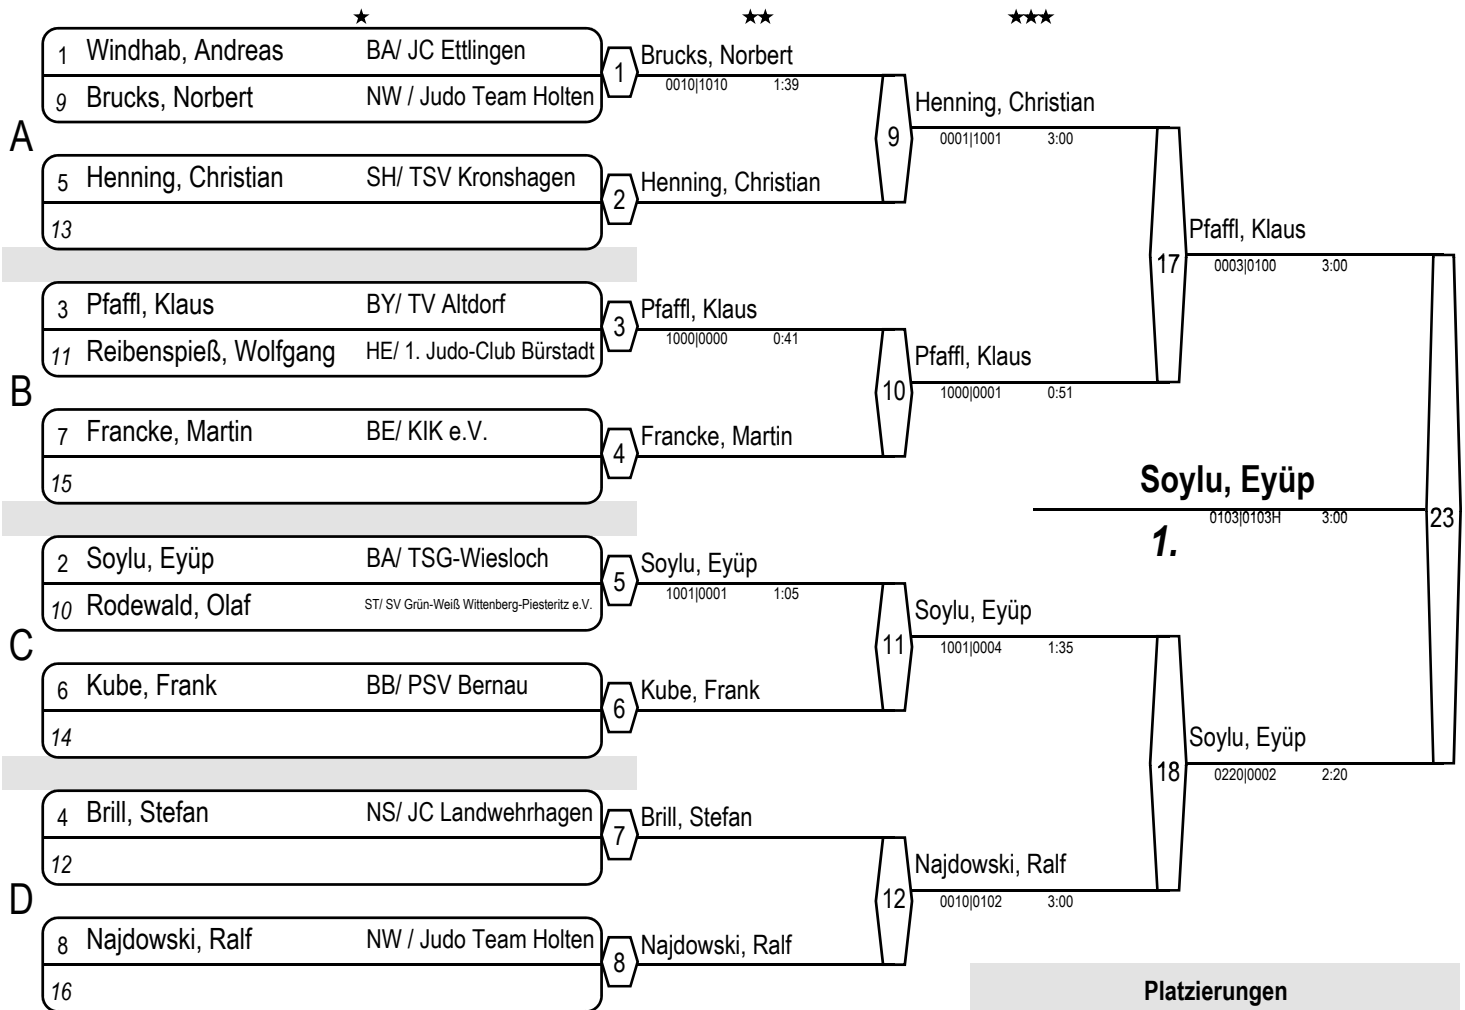 ★ ★★ ★★★
A
1 Windhab, Andreas BA/ JC Ettlingen
9 Brucks, Norbert NW / Judo Team Holten
1
Brucks, Norbert
0010|1010 1:39
5 Henning, Christian SH/ TSV Kronshagen
13
2
Henning, Christian
9
Henning, Christian
0001|1001 3:00
B
3 Pfaffl, Klaus BY/ TV Altdorf
11 Reibenspieß, Wolfgang HE/ 1. Judo-Club Bürstadt
3
Pfaffl, Klaus
1000|0000 0:41
7 Francke, Martin BE/ KIK e.V.
15
4
Francke, Martin
10
Pfaffl, Klaus
1000|0001 0:51
17
Pfaffl, Klaus
0003|0100 3:00
C
2 Soylu, Eyüp BA/ TSG-Wiesloch
10 Rodewald, Olaf ST/ SV Grün-Weiß Wittenberg-Piesteritz e.V.
5
Soylu, Eyüp
1001|0001 1:05
6 Kube, Frank BB/ PSV Bernau
14
6
Kube, Frank
11
Soylu, Eyüp
1001|0004 1:35
D
4 Brill, Stefan NS/ JC Landwehrhagen
12
7
Brill, Stefan
8 Najdowski, Ralf NW / Judo Team Holten
16
8
Najdowski, Ralf
12
Najdowski, Ralf
0010|0102 3:00
18
Soylu, Eyüp
0220|0002 2:20
23
Soylu, Eyüp
0103|0103H 3:00
1.
Platzierungen